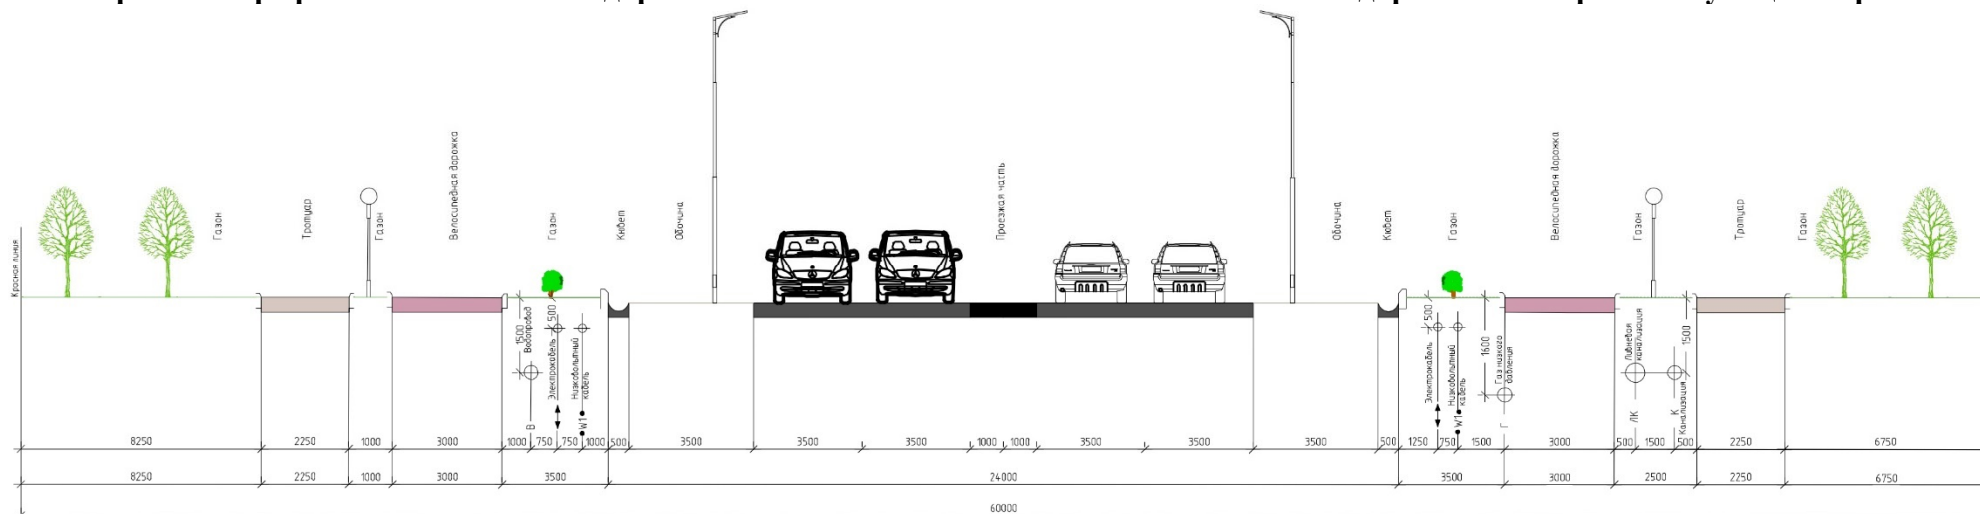 Красная линия
Газон
Тротуар
Газон
Велосипедная дорожка
Газон
Кювет
Обочина
Проезжая часть
Обочина
Кювет
Газон
Велосипедная дорожка
Газон
Тротуар
Газон
1500
Водопровод
500
Электрокабель
Низковольтный
кабель
В
W1
500
Электрокабель
Низковольтный
кабель
W1
1600
Газ низкого
давления
Г
Ливневая
канализация
ЛК
Канализация
К
1500
8250 2250 1000 3000 1000 750 750 1000 500 3500 3500 3500 1000 1000 3500 3500 3500 500 1250 750 1500 3000 500 1500 500 2250 6750
8250 2250 1000 3000 3500 24000 3500 3000 2500 2250 6750
60000